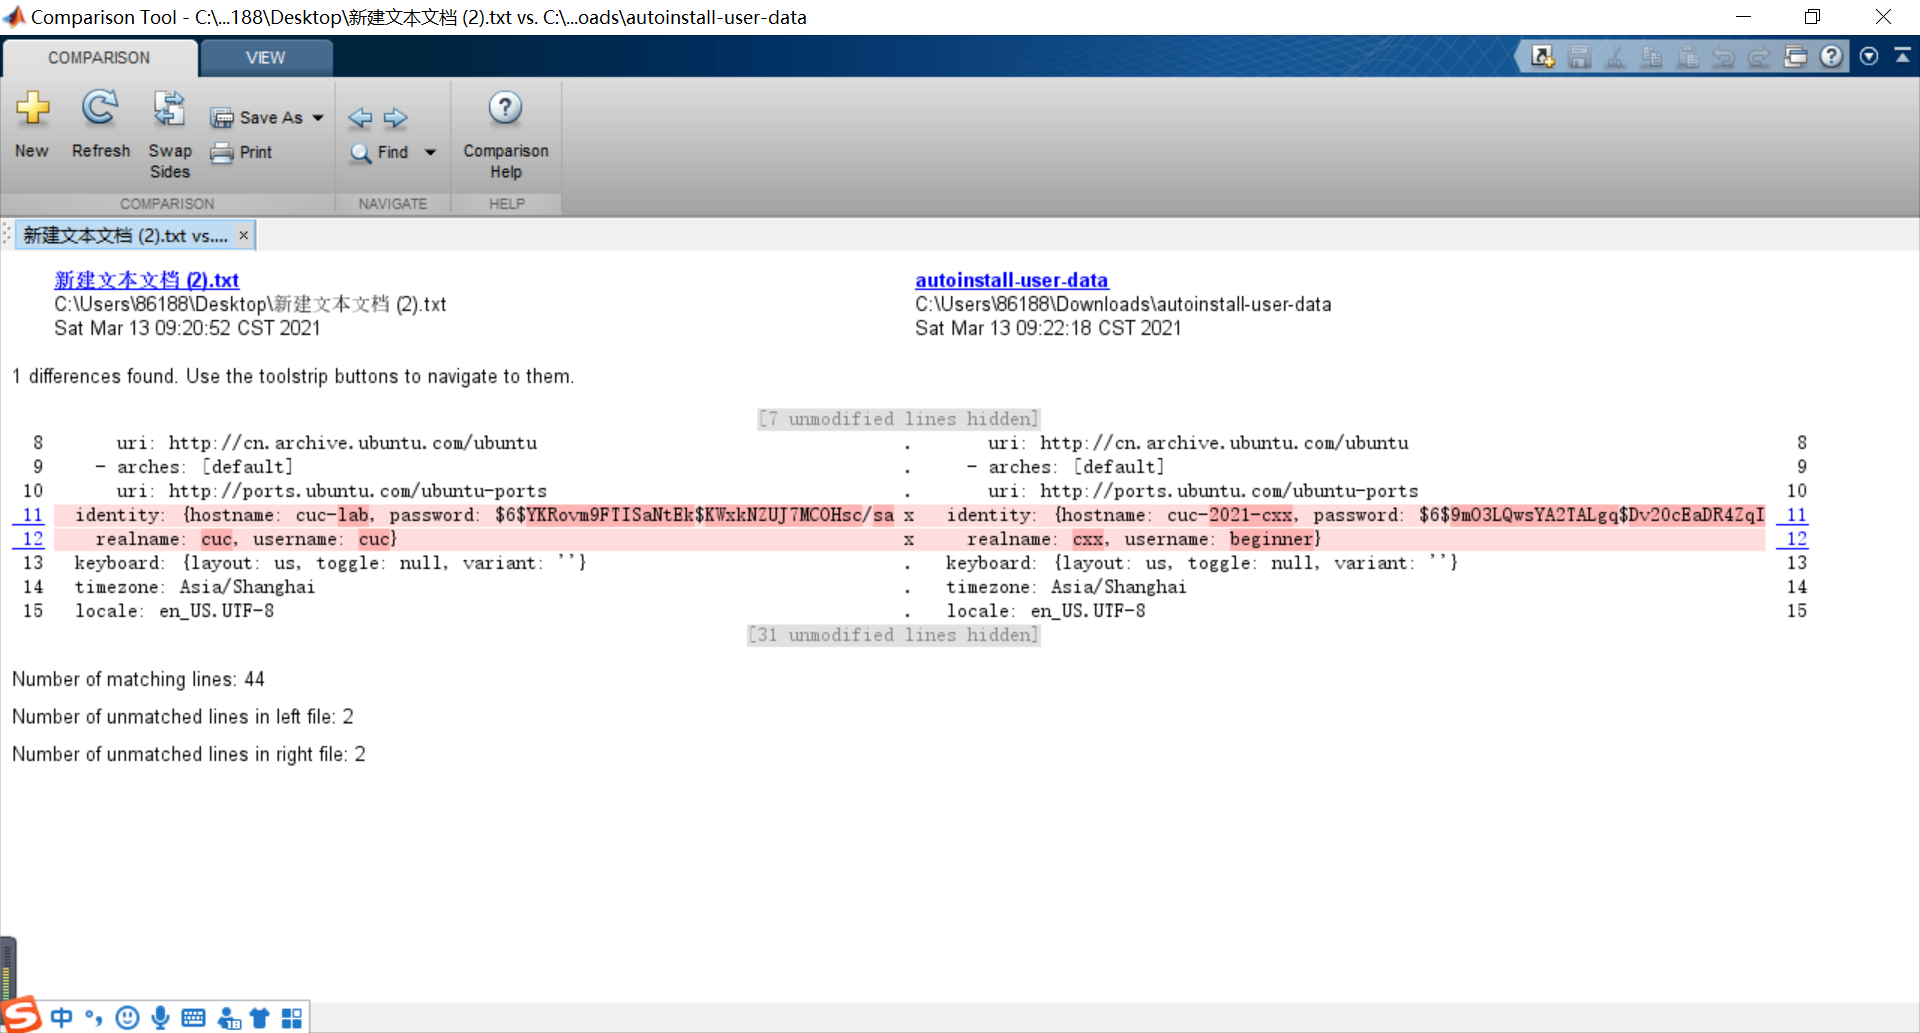 Comparison Tool - C:\...188\Desktop\新建文本文档 (2).txt vs. C:\...oads\autoinstall-user-data
COMPARISON VIEW
New Refresh Swap Sides Save As Print Find Comparison Help
COMPARISON NAVIGATE HELP
新建文本文档 (2).txt vs....
新建文本文档 (2).txt autoinstall-user-data
C:\Users\86188\Desktop\新建文本文档 (2).txt C:\Users\86188\Downloads\autoinstall-user-data
Sat Mar 13 09:20:52 CST 2021 Sat Mar 13 09:22:18 CST 2021
1 differences found. Use the toolstrip buttons to navigate to them.
[7 unmodified lines hidden]
8 uri: http://cn.archive.ubuntu.com/ubuntu . uri: http://cn.archive.ubuntu.com/ubuntu 8
9 - arches: [default] . - arches: [default] 9
10 uri: http://ports.ubuntu.com/ubuntu-ports . uri: http://ports.ubuntu.com/ubuntu-ports 10
11 identity: {hostname: cuc-lab, password: $6$YKRovm9FTISaNtEk$KWxkNZUJ7MCOHsc/sa x identity: {hostname: cuc-2021-cxx, password: $6$9mO3LQwsYA2TALgq$Dv20cEaDR4ZqI 11
12 realname: cuc, username: cuc} x realname: cxx, username: beginner} 12
13 keyboard: {layout: us, toggle: null, variant: ''} . keyboard: {layout: us, toggle: null, variant: ''} 13
14 timezone: Asia/Shanghai . timezone: Asia/Shanghai 14
15 locale: en_US.UTF-8 . locale: en_US.UTF-8 15
[31 unmodified lines hidden]
Number of matching lines: 44
Number of unmatched lines in left file: 2
Number of unmatched lines in right file: 2
中